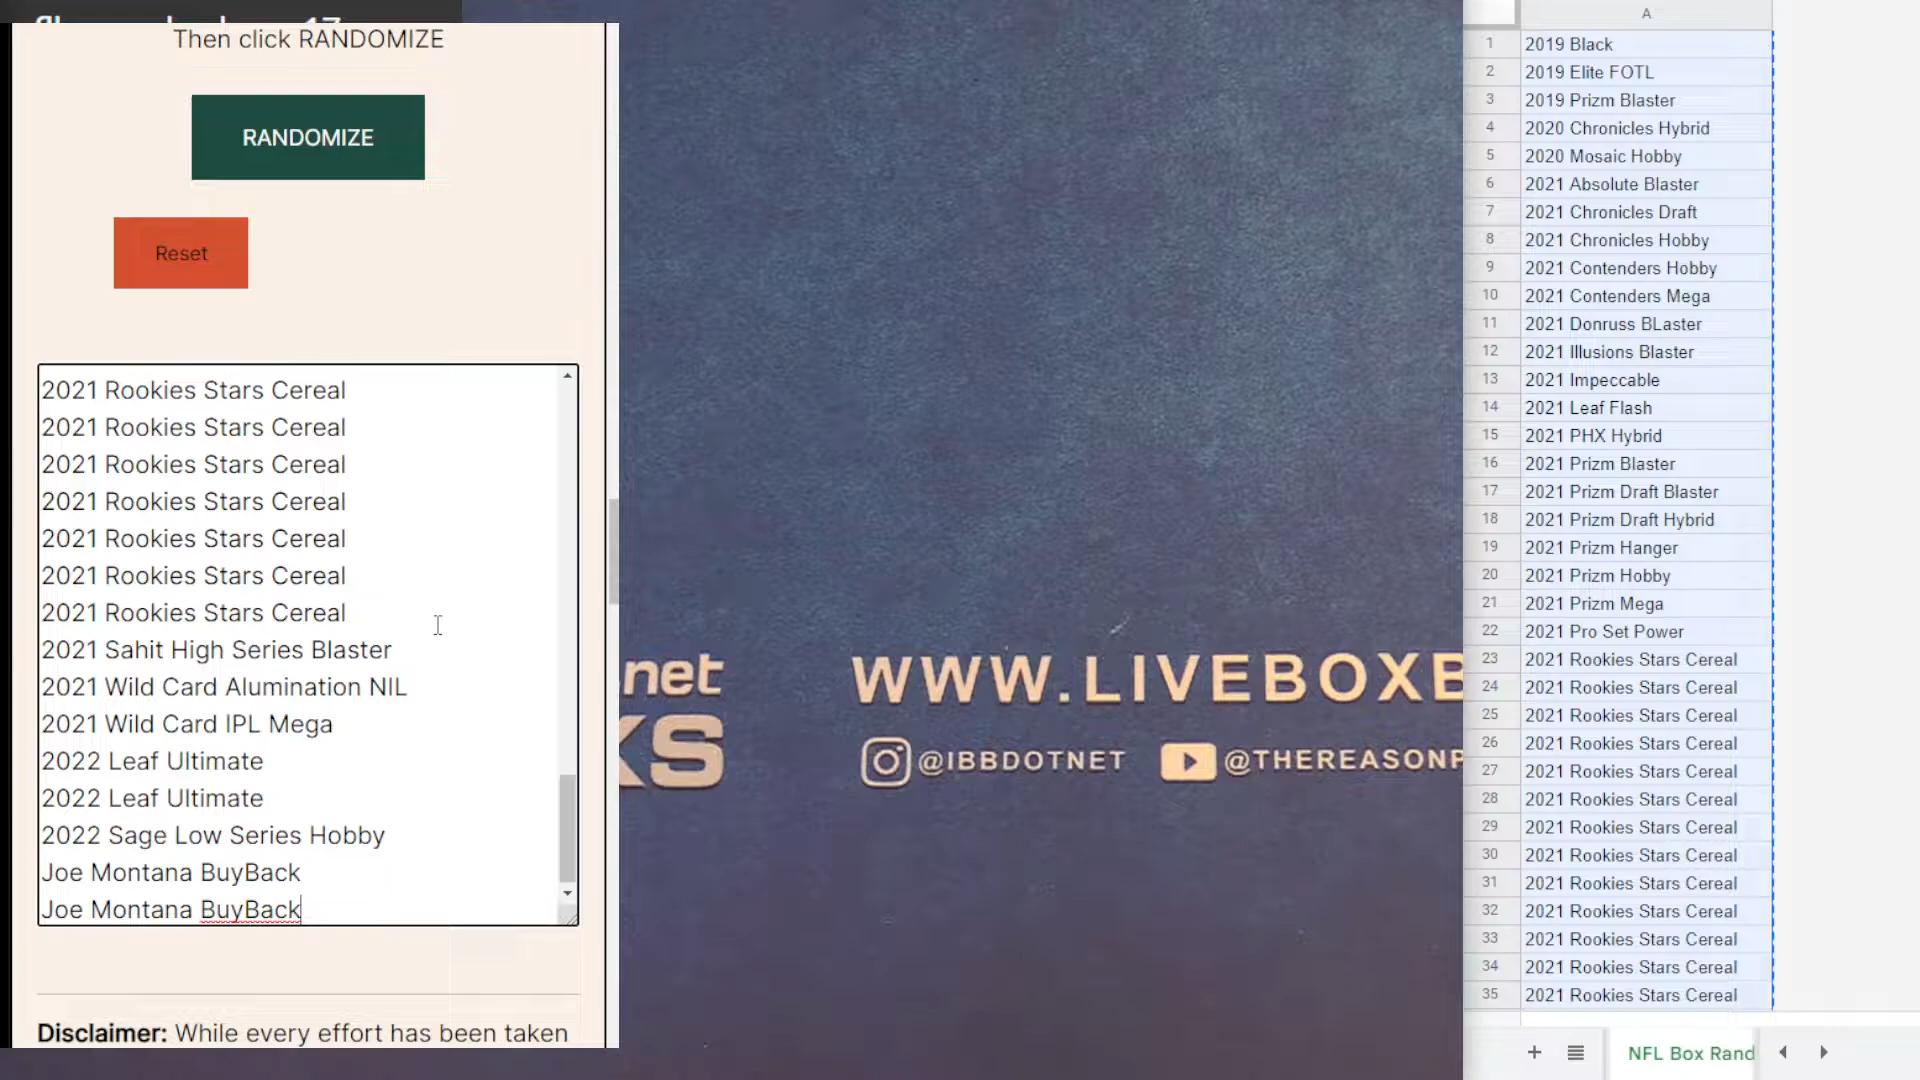 Then click RANDOMIZE
RANDOMIZE
Reset
2021 Rookies Stars Cereal
2021 Rookies Stars Cereal
2021 Rookies Stars Cereal
2021 Rookies Stars Cereal
2021 Rookies Stars Cereal
2021 Rookies Stars Cereal
2021 Rookies Stars Cereal
2021 Sahit High Series Blaster
2021 Wild Card Alumination NIL
2021 Wild Card IPL Mega
2022 Leaf Ultimate
2022 Leaf Ultimate
2022 Sage Low Series Hobby
Joe Montana BuyBack
Joe Montana BuyBack
Disclaimer: While every effort has been taken
net
KS
WWW.LIVEBOXB
@IBBDOTNET @THEREASONP
A
1 2019 Black
2 2019 Elite FOTL
3 2019 Prizm Blaster
4 2020 Chronicles Hybrid
5 2020 Mosaic Hobby
6 2021 Absolute Blaster
7 2021 Chronicles Draft
8 2021 Chronicles Hobby
9 2021 Contenders Hobby
10 2021 Contenders Mega
11 2021 Donruss BLaster
12 2021 Illusions Blaster
13 2021 Impeccable
14 2021 Leaf Flash
15 2021 PHX Hybrid
16 2021 Prizm Blaster
17 2021 Prizm Draft Blaster
18 2021 Prizm Draft Hybrid
19 2021 Prizm Hanger
20 2021 Prizm Hobby
21 2021 Prizm Mega
22 2021 Pro Set Power
23 2021 Rookies Stars Cereal
24 2021 Rookies Stars Cereal
25 2021 Rookies Stars Cereal
26 2021 Rookies Stars Cereal
27 2021 Rookies Stars Cereal
28 2021 Rookies Stars Cereal
29 2021 Rookies Stars Cereal
30 2021 Rookies Stars Cereal
31 2021 Rookies Stars Cereal
32 2021 Rookies Stars Cereal
33 2021 Rookies Stars Cereal
34 2021 Rookies Stars Cereal
35 2021 Rookies Stars Cereal
NFL Box Rand